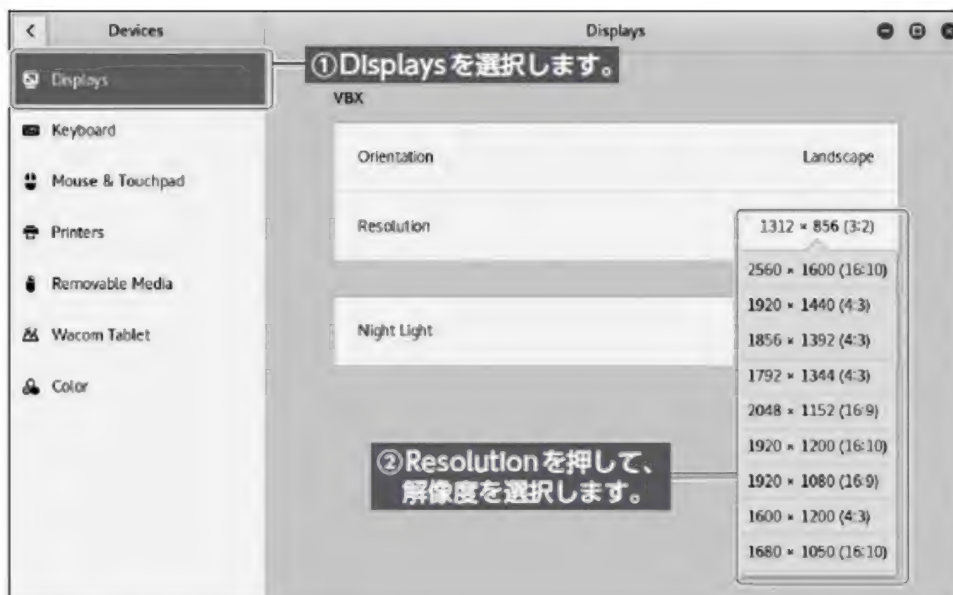 Devices
Displays
Displays
①Displaysを選択します。
Keyboard
Mouse & Touchpad
Printers
Removable Media
Wacom Tablet
Color
VBX
Orientation
Landscape
Resolution
1312 × 856 (3:2)
2560 × 1600 (16:10)
1920 × 1440 (4:3)
1856 × 1392 (4:3)
1792 × 1344 (4:3)
2048 × 1152 (16:9)
1920 × 1200 (16:10)
1920 × 1080 (16:9)
1600 × 1200 (4:3)
1680 × 1050 (16:10)
Night Light
②Resolutionを押して、
解像度を選択します。